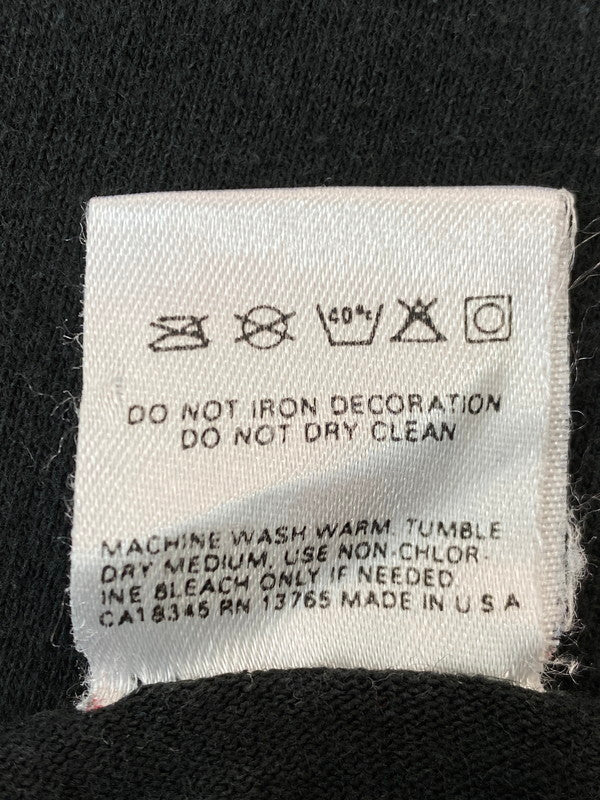 40°c
DO NOT IRON DECORATION
DO NOT DRY CLEAN
MACHINE WASH WARM. TUMBLE
DRY MEDIUM. USE NON-CHLOR-
INE BLEACH ONLY IF NEEDED.
CA18345 RN 13765 MADE IN U S A